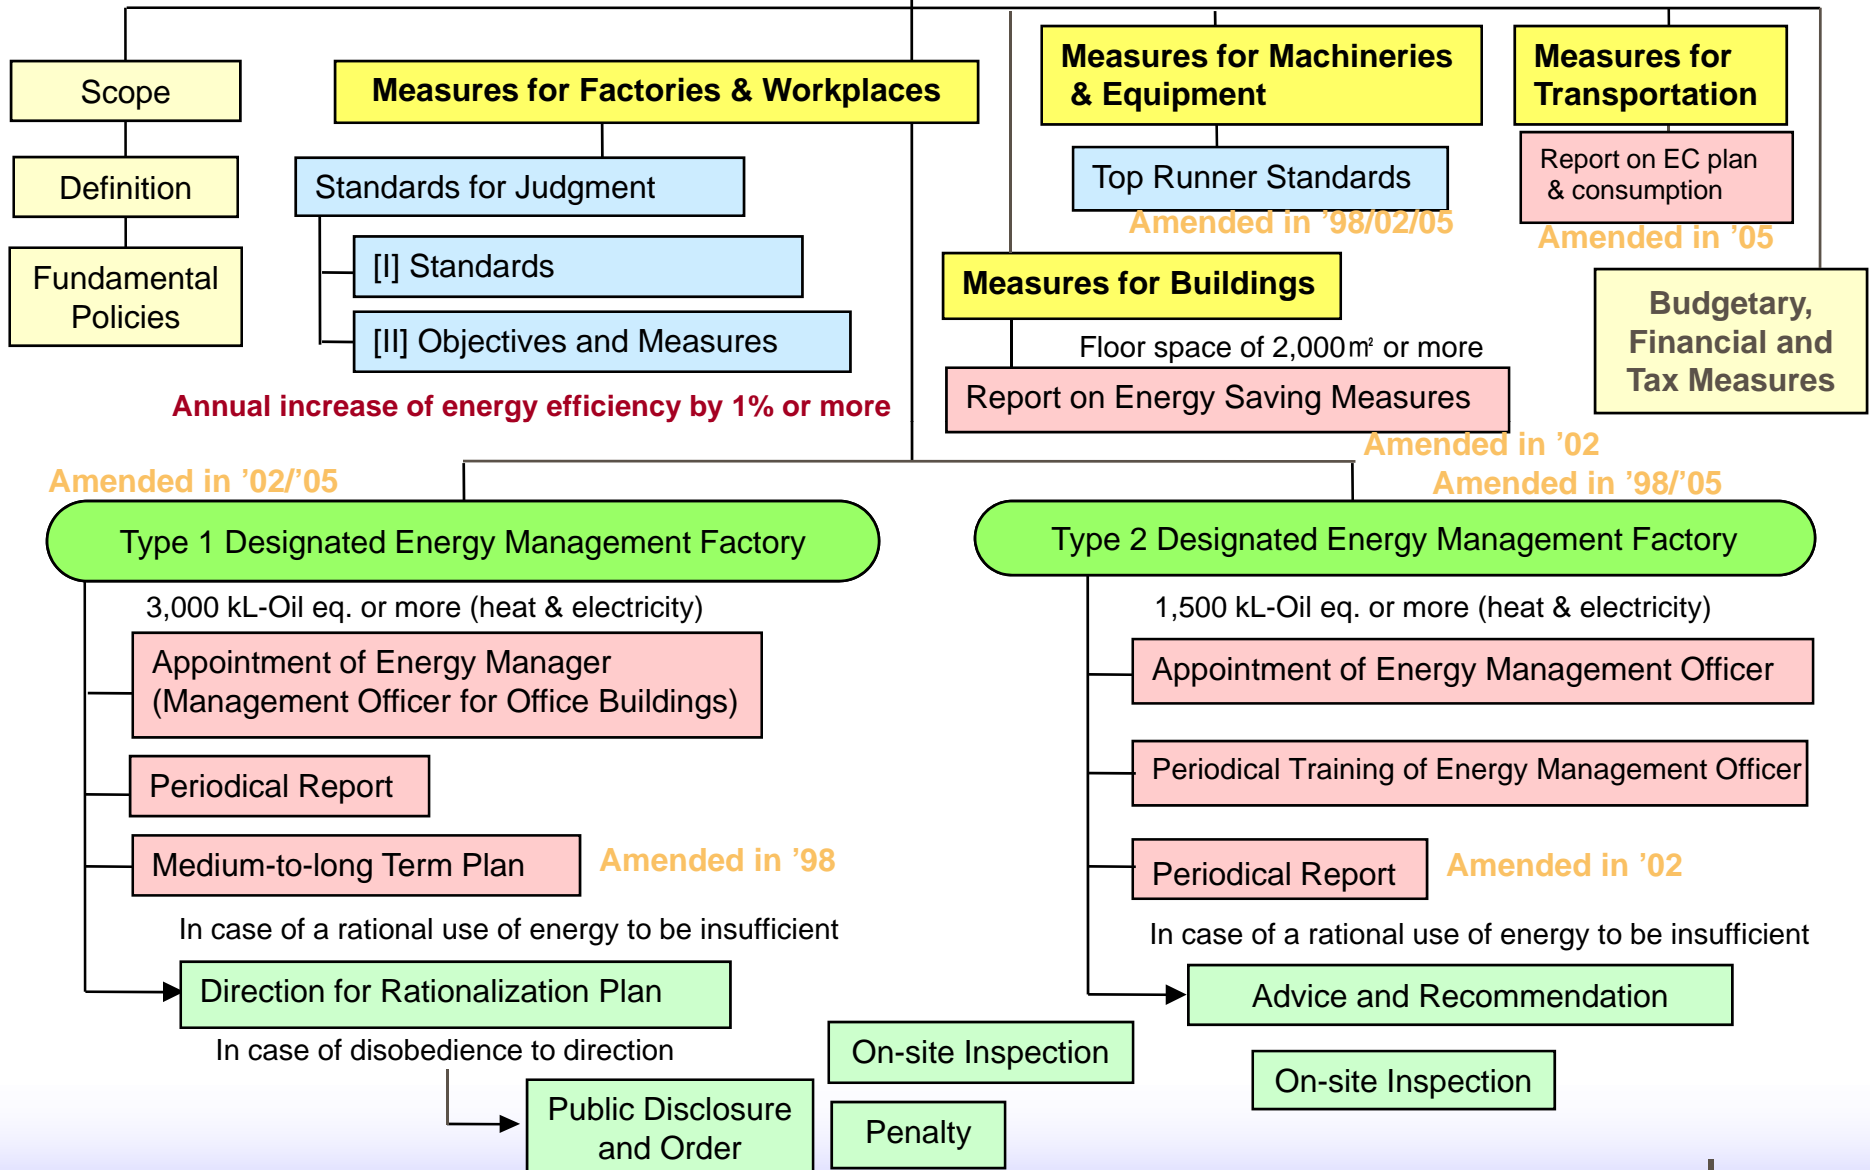 Scope
Definition
Fundamental
Policies
Measures for Factories & Workplaces
Standards for Judgment
[I] Standards
[II] Objectives and Measures
Annual increase of energy efficiency by 1% or more
Measures for Machineries
& Equipment
Top Runner Standards
Amended in ’98/02/05
Measures for
Transportation
Report on EC plan
& consumption
Amended in ’05
Measures for Buildings
Floor space of 2,000㎡ or more
Report on Energy Saving Measures
Amended in ’02
Budgetary,
Financial and
Tax Measures
Amended in ’02/’05
Type 1 Designated Energy Management Factory
3,000 kL-Oil eq. or more (heat & electricity)
Appointment of Energy Manager
(Management Officer for Office Buildings)
Periodical Report
Medium-to-long Term Plan
Amended in ’98
In case of a rational use of energy to be insufficient
Direction for Rationalization Plan
In case of disobedience to direction
Public Disclosure
and Order
On-site Inspection
Penalty
Amended in ’98/’05
Type 2 Designated Energy Management Factory
1,500 kL-Oil eq. or more (heat & electricity)
Appointment of Energy Management Officer
Periodical Training of Energy Management Officer
Periodical Report
Amended in ’02
In case of a rational use of energy to be insufficient
Advice and Recommendation
On-site Inspection